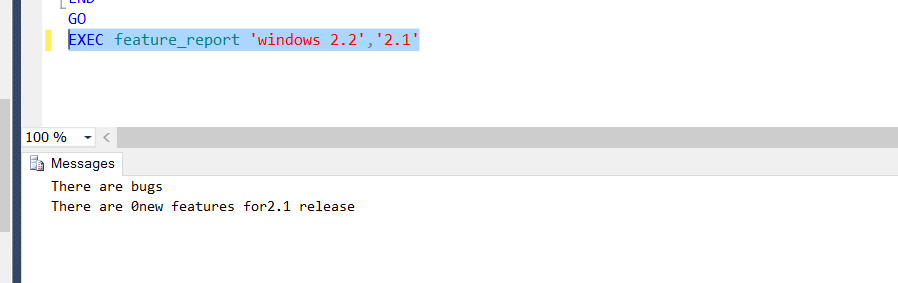 END
GO
EXEC feature_report 'windows 2.2','2.1'
100 %
Messages
There are bugs
There are 0new features for2.1 release